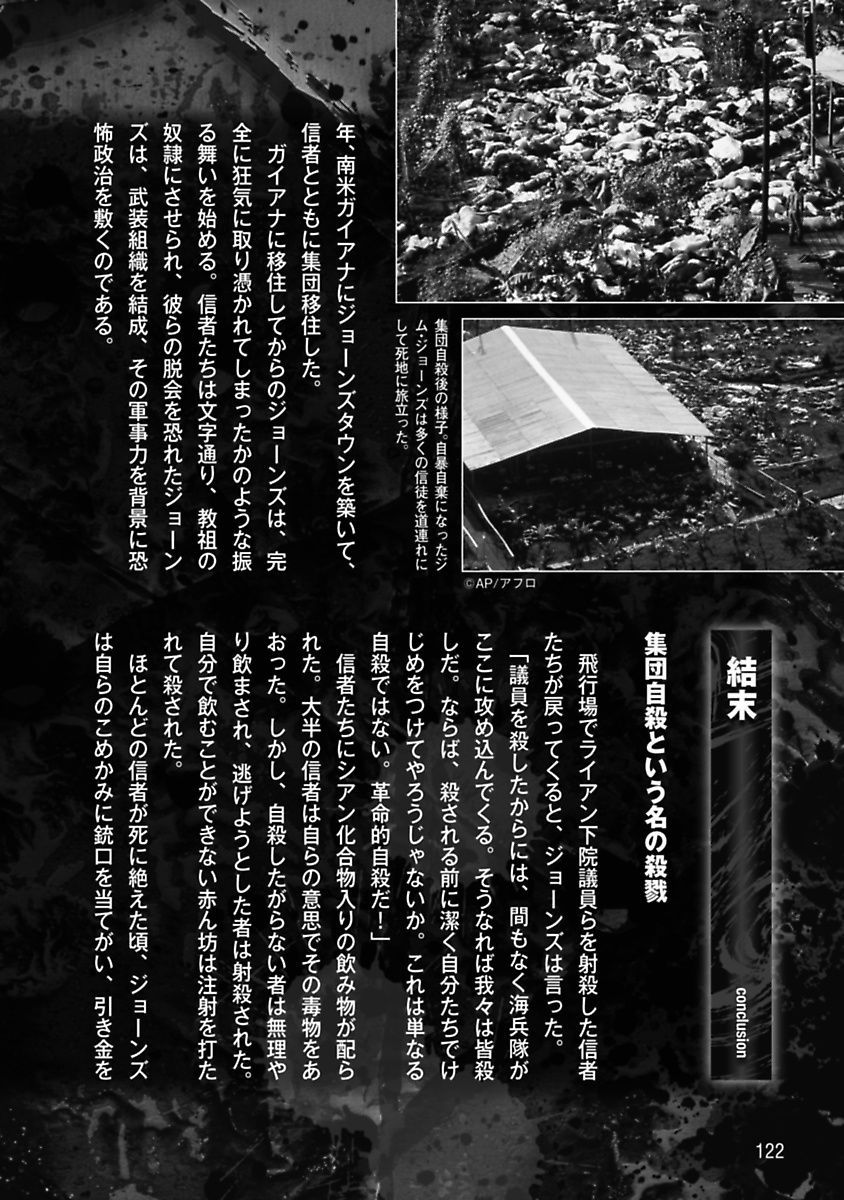 年、南米ガイアナにジョーンズタウンを築いて、
信者とともに集団移住した。
ガイアナに移住してからのジョーンズは、完
全に狂気に取り憑かれてしまったかのような振
る舞いを始める。信者たちは文字通り、教祖の
奴隷にさせられ、彼らの脱会を恐れたジョーン
ズは、武装組織を結成、その軍事力を背景に恐
怖政治を敷くのである。
集団自殺後の様子。自暴自棄になったジ
ム・ジョーンズは多くの信徒を道連れに
して死地に旅立った。
©AP/アフロ
結末
conclusion
集団自殺という名の殺戮
飛行場でライアン下院議員らを射殺した信者
たちが戻ってくると、ジョーンズは言った。
「議員を殺したからには、間もなく海兵隊が
ここに攻め込んでくる。そうなれば我々は皆殺
しだ。ならば、殺される前に潔く自分たちでけ
じめをつけてやろうじゃないか。これは単なる
自殺ではない。革命的自殺だ!」
信者たちにシアン化合物入りの飲み物が配ら
れた。大半の信者は自らの意思でその毒物をあ
おった。しかし、自殺したがらない者は無理や
り飲まされ、逃げようとした者は射殺された。
自分で飲むことができない赤ん坊は注射を打た
れて殺された。
ほとんどの信者が死に絶えた頃、ジョーンズ
は自らのこめかみに銃口を当てがい、引き金を
122